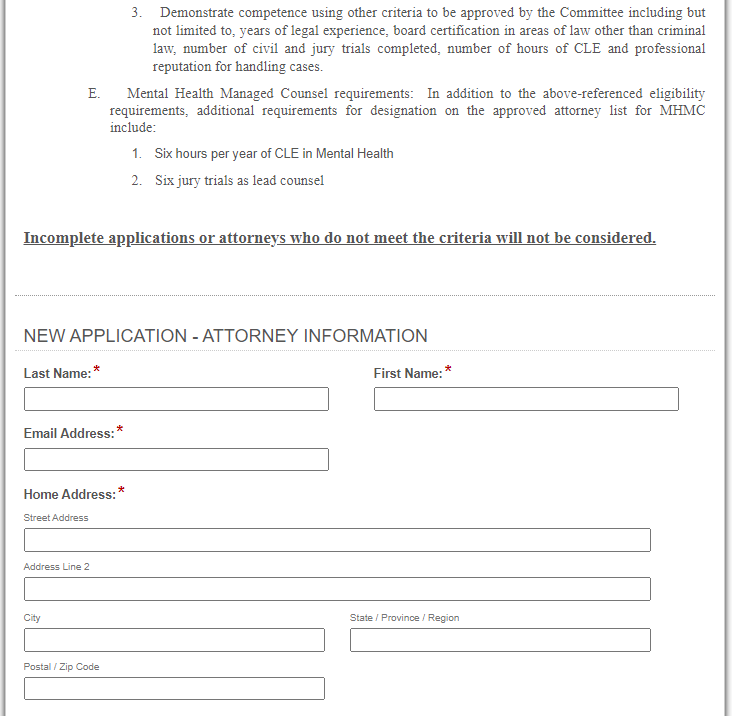 3. Demonstrate competence using other criteria to be approved by the Committee including but
not limited to, years of legal experience, board certification in areas of law other than criminal
law, number of civil and jury trials completed, number of hours of CLE and professional
reputation for handling cases.
E. Mental Health Managed Counsel requirements: In addition to the above-referenced eligibility
requirements, additional requirements for designation on the approved attorney list for MHMC
include:
1. Six hours per year of CLE in Mental Health
2. Six jury trials as lead counsel
Incomplete applications or attorneys who do not meet the criteria will not be considered.
NEW APPLICATION - ATTORNEY INFORMATION
Last Name:* First Name:*
Email Address:*
Home Address:*
Street Address
Address Line 2
City State / Province / Region
Postal / Zip Code